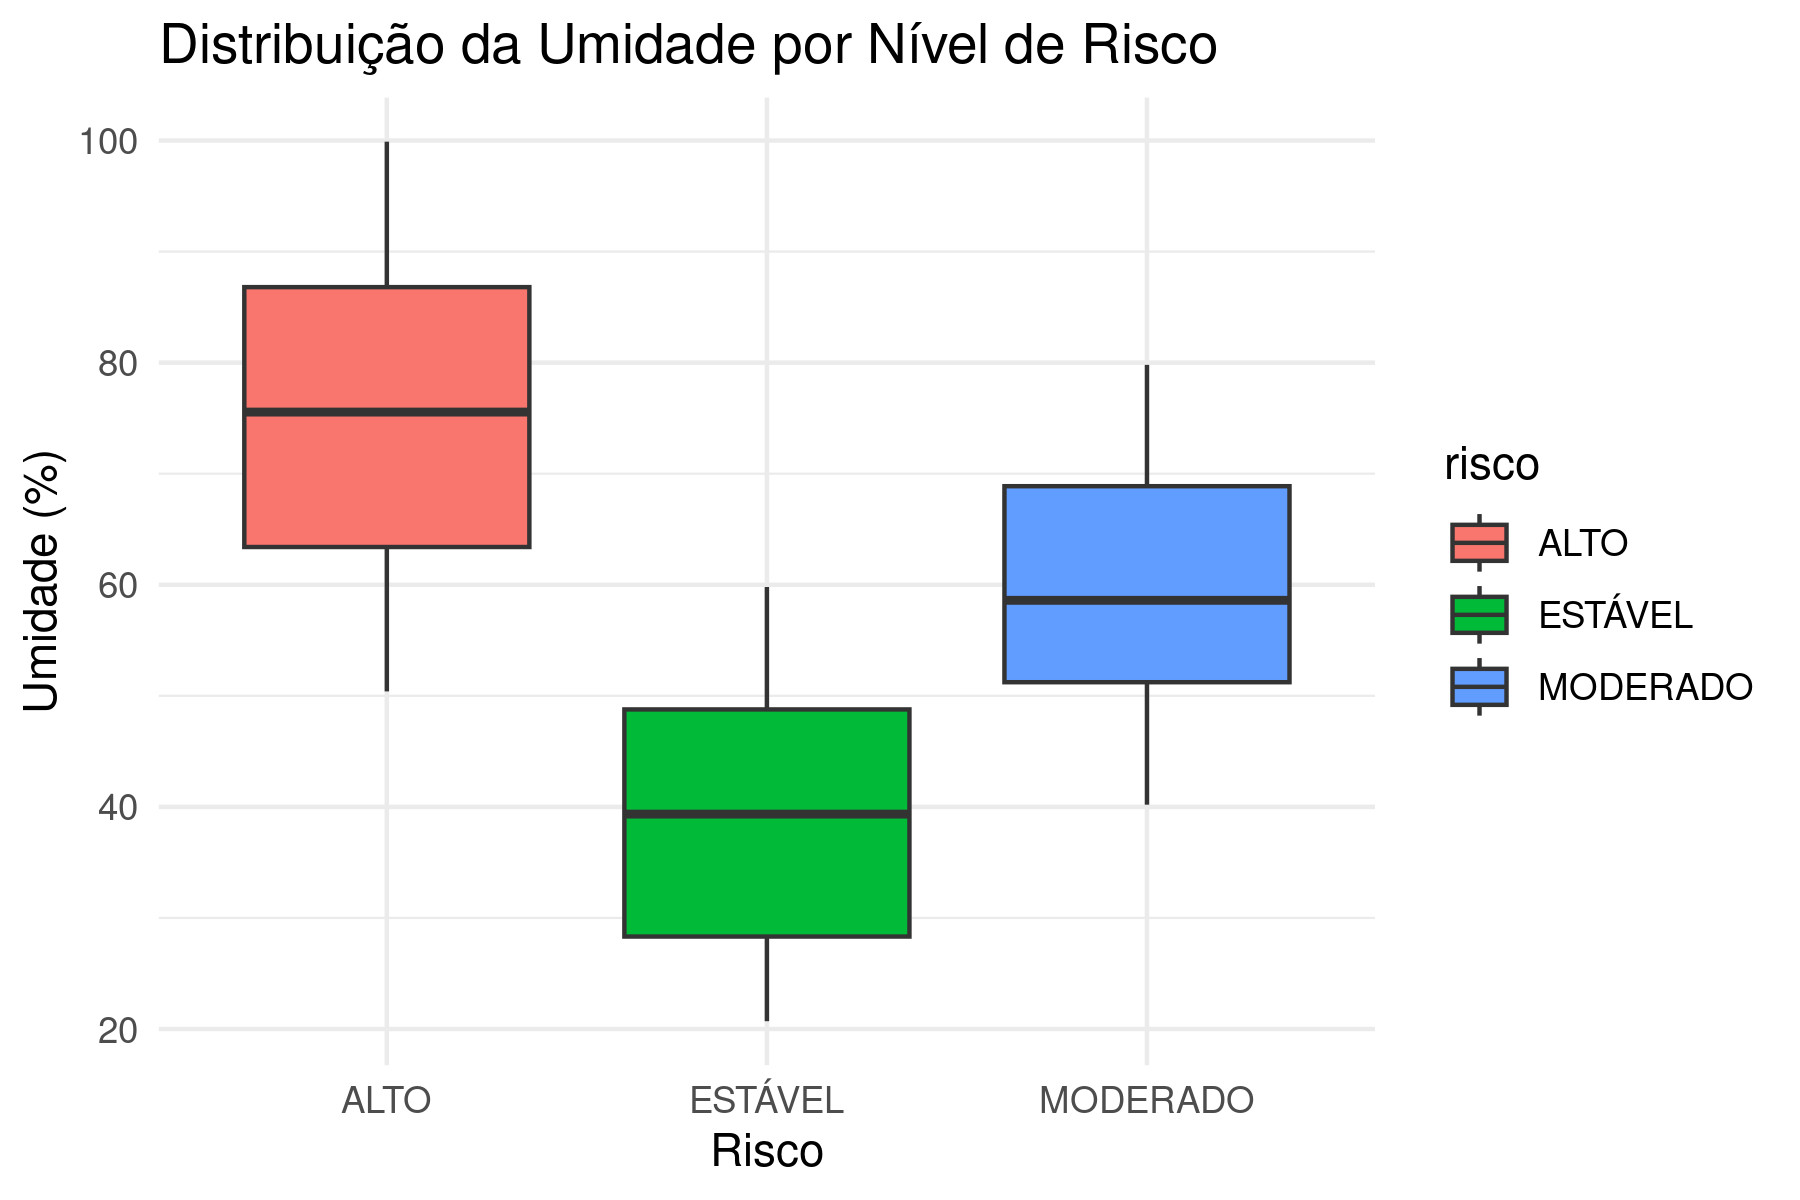 Distribuição da Umidade por Nível de Risco
Umidade (%)
100
80
60
40
20
ALTO
ESTÁVEL
MODERADO
Risco
risco
ALTO
ESTÁVEL
MODERADO